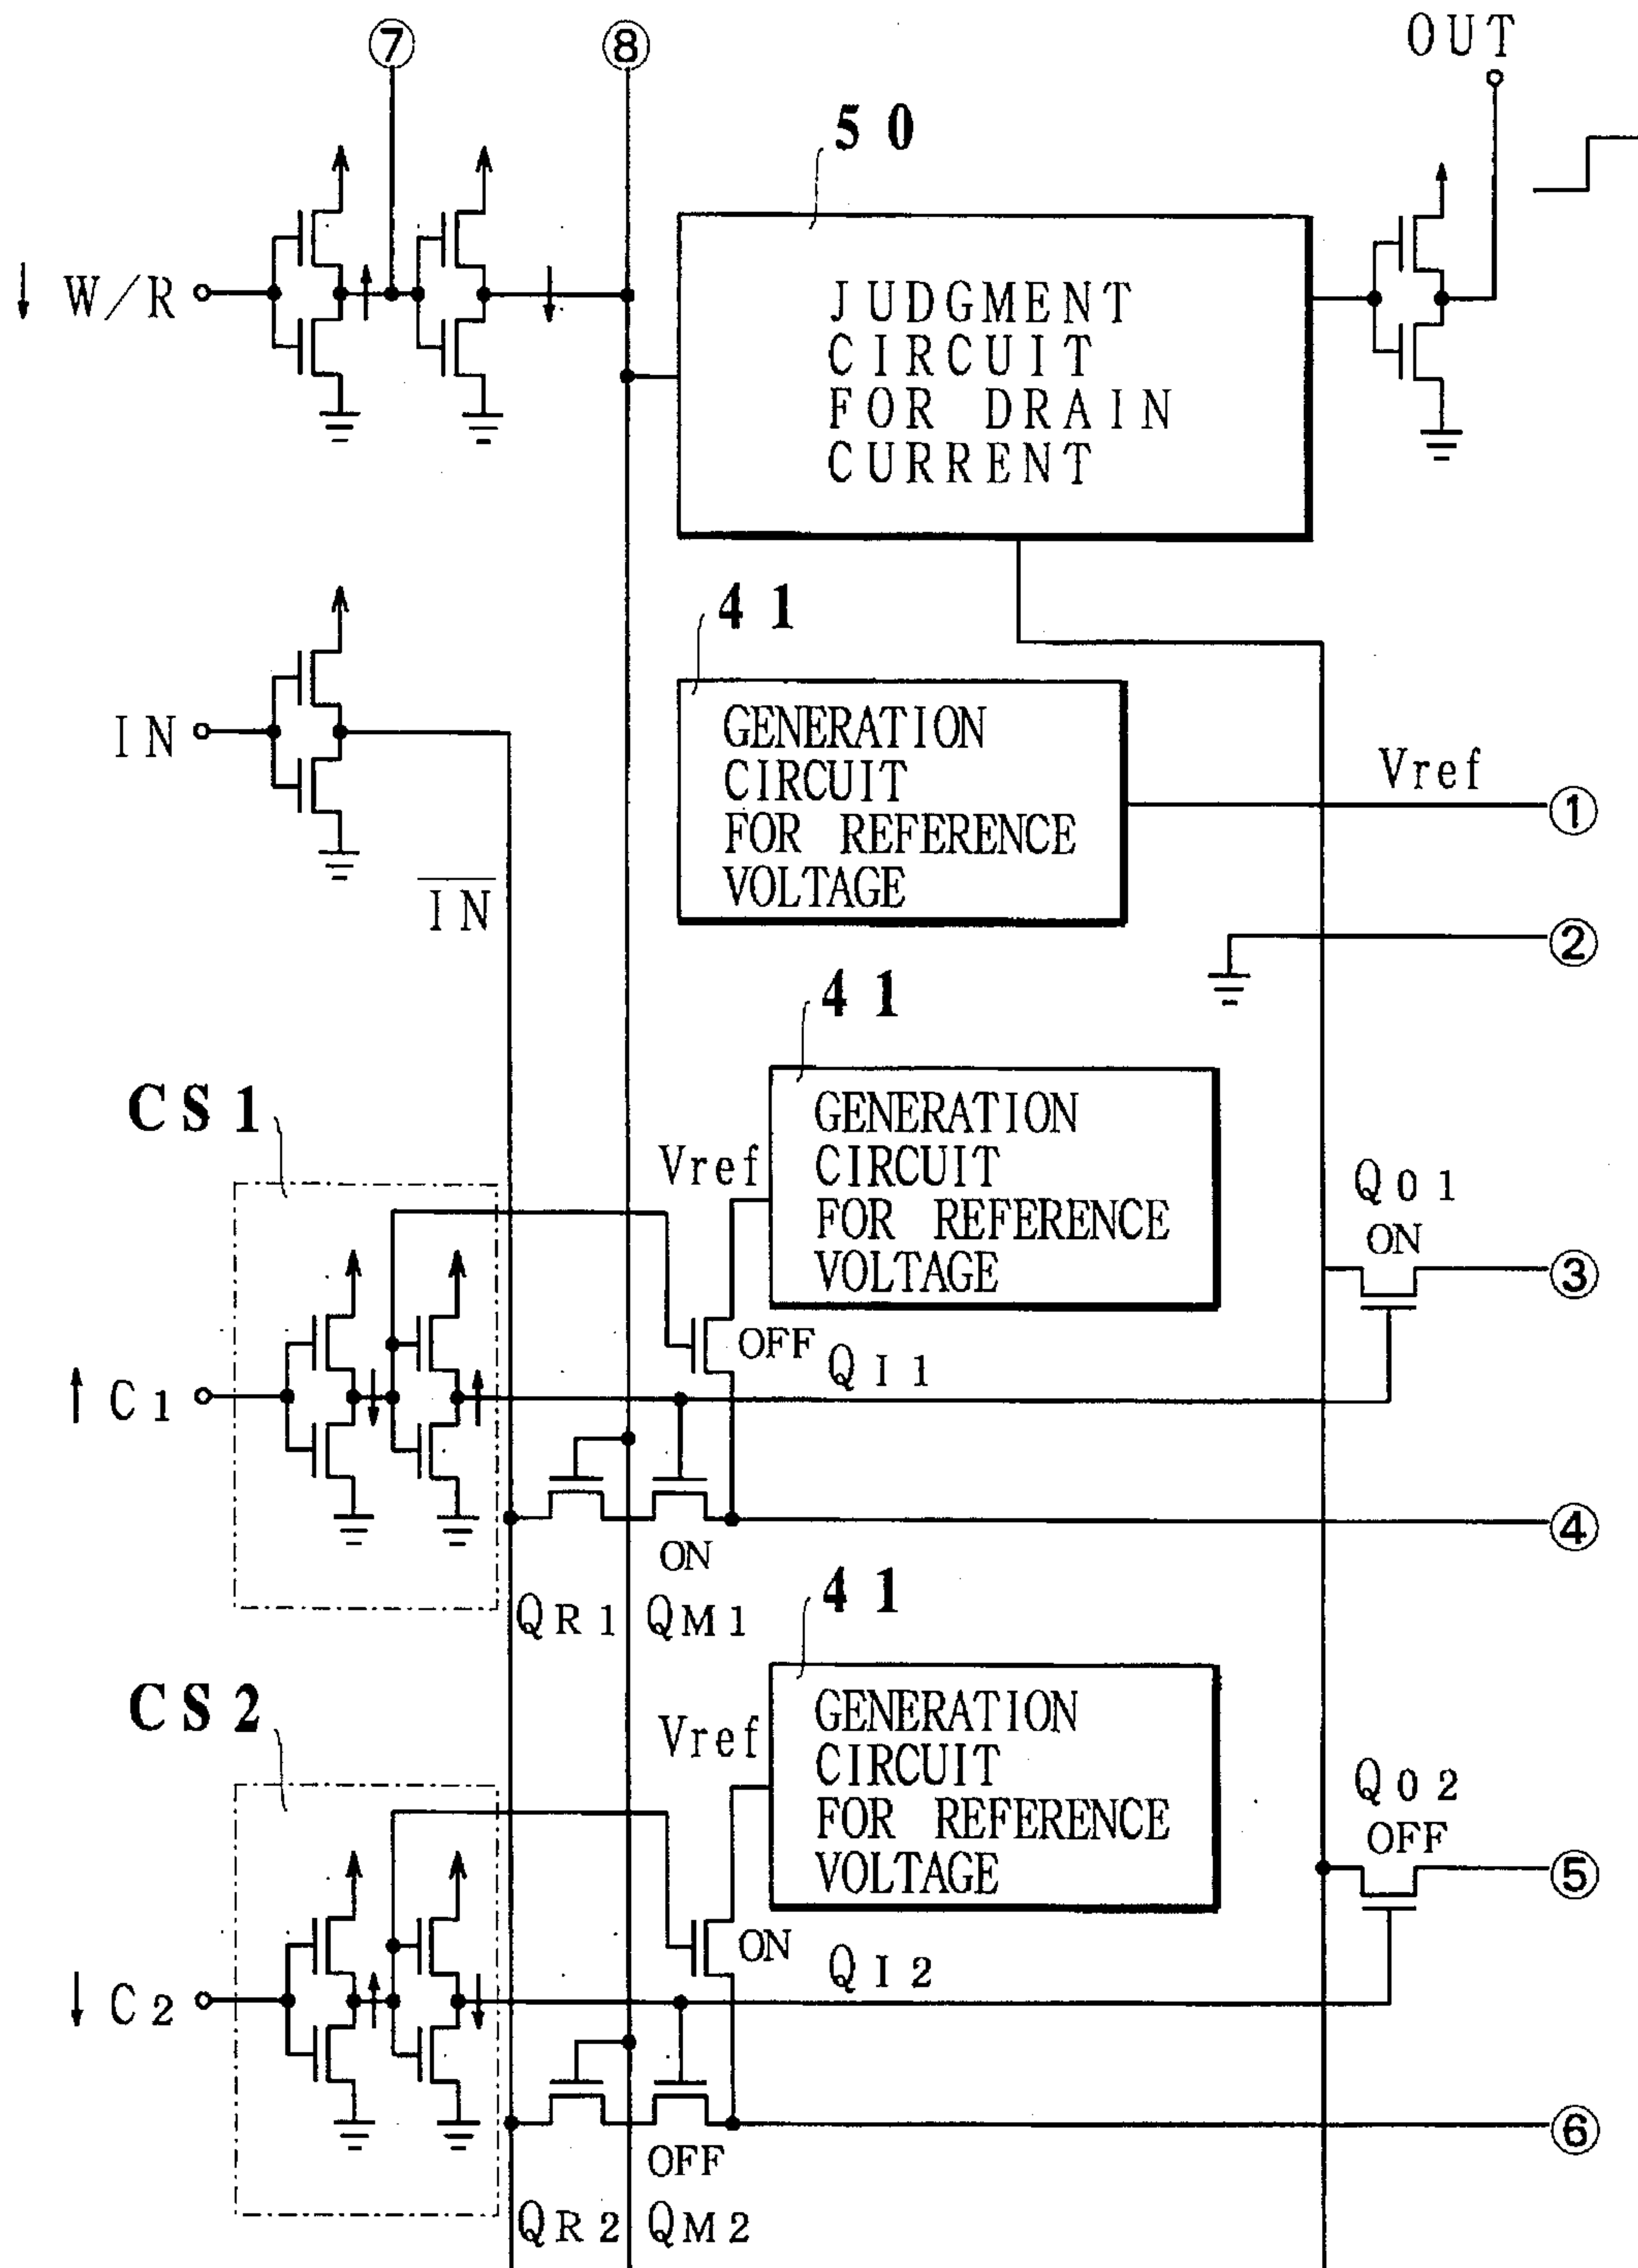 ⑦ ⑧ OUT
50
↓ W/R
JUDGMENT
CIRCUIT
FOR DRAIN
CURRENT
41
IN
GENERATION
CIRCUIT
FOR REFERENCE
VOLTAGE
Vref
①
IN
②
41
CS1
GENERATION
CIRCUIT
FOR REFERENCE
VOLTAGE
Vref
Q01
ON
③
OFF
QI1
↑ C1
④
ON
QR1 QM1
41
CS2
GENERATION
CIRCUIT
FOR REFERENCE
VOLTAGE
Vref
Q02
OFF
⑤
ON
QI2
↓ C2
⑥
OFF
QR2 QM2